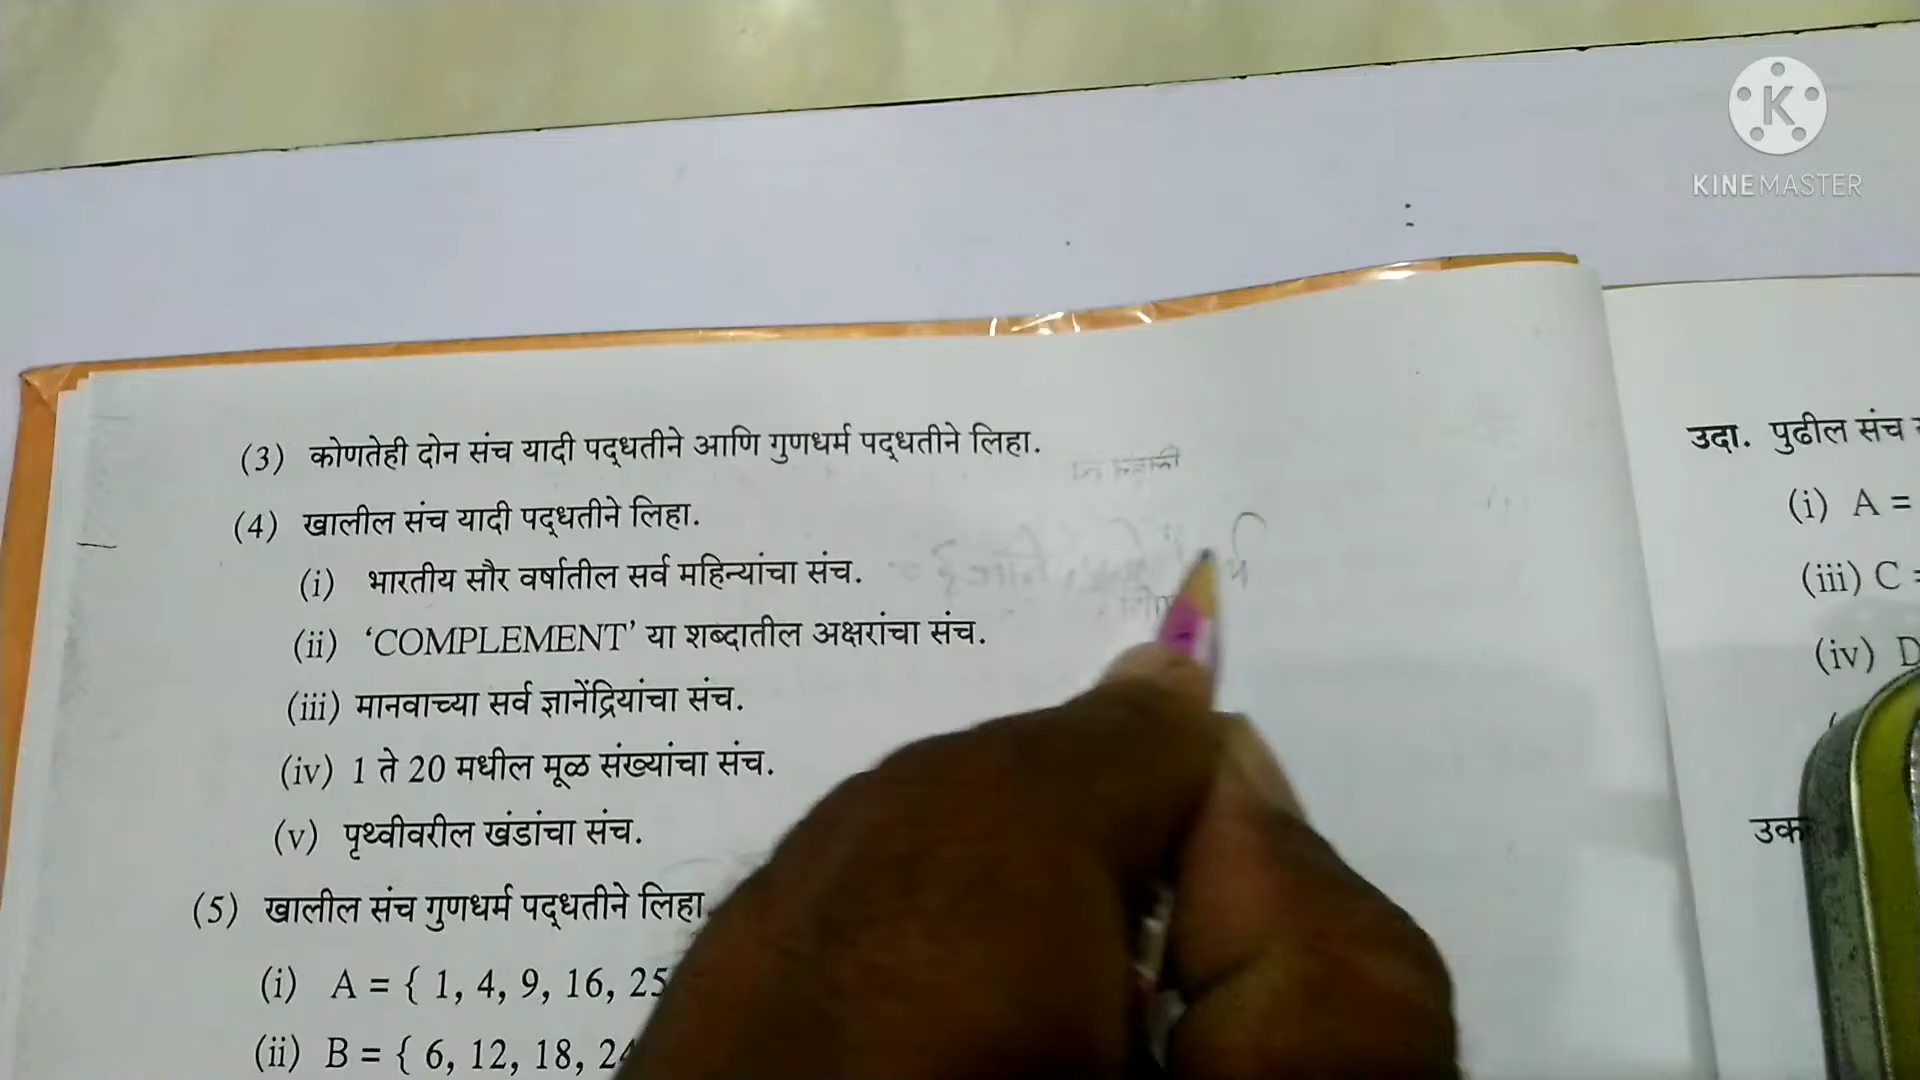 K
KINEMASTER
(3) कोणतेही दोन संच यादी पद्धतीने आणि गुणधर्म पद्धतीने लिहा.
(4) खालील संच यादी पद्धतीने लिहा.
(i) भारतीय सौर वर्षातील सर्व महिन्यांचा संच.
(ii) ‘COMPLEMENT’ या शब्दातील अक्षरांचा संच.
(iii) मानवाच्या सर्व ज्ञानेंद्रियांचा संच.
(iv) 1 ते 20 मधील मूळ संख्यांचा संच.
(v) पृथ्वीवरील खंडांचा संच.
(5) खालील संच गुणधर्म पद्धतीने लिहा.
(i) A = { 1, 4, 9, 16, 25
(ii) B = { 6, 12, 18, 24
उदा. पुढील संच
(i) A =
(iii) C =
(iv) D